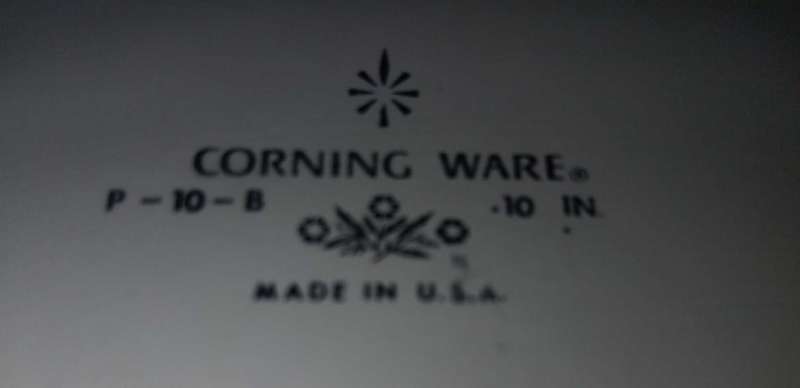 CORNING WARE®
P-10-B 10 IN.
MADE IN U.S.A.